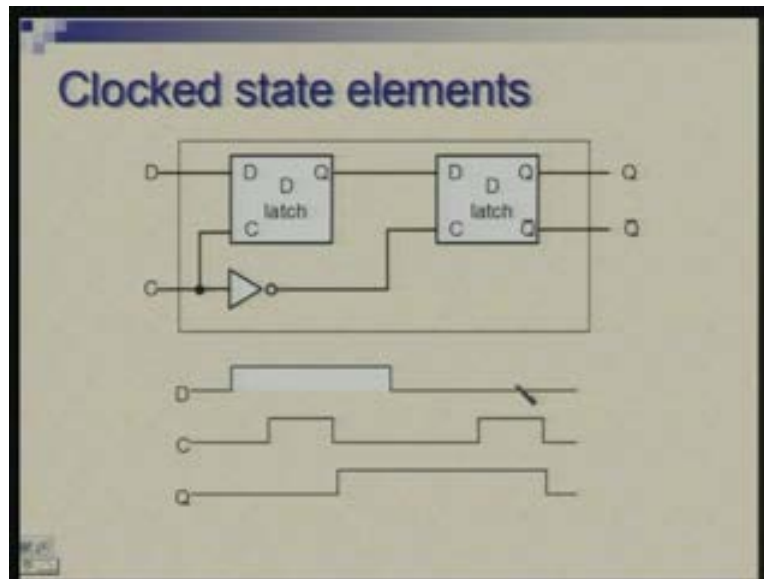 Clocked state elements
D D Q D Q Q
D D
latch latch
C C Q̅ Q̅
C
D
C
Q